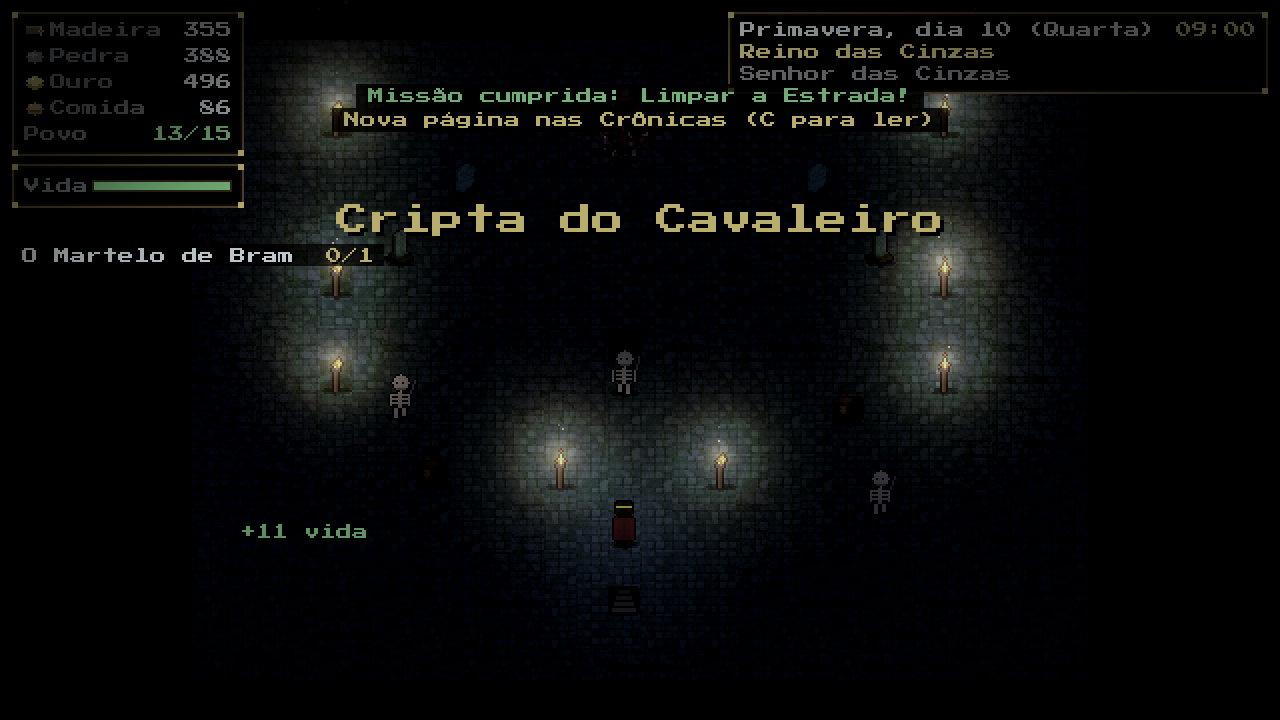 Madeira 355
Pedra 388
Ouro 496
Comida 86
Povo 13/15
Vida
Primavera, dia 10 (Quarta) 09:00
Reino das Cinzas
Senhor das Cinzas
Missão cumprida: Limpar a Estrada!
Nova página nas Crônicas (C para ler)
Cripta do Cavaleiro
O Martelo de Bram 0/1
+11 vida